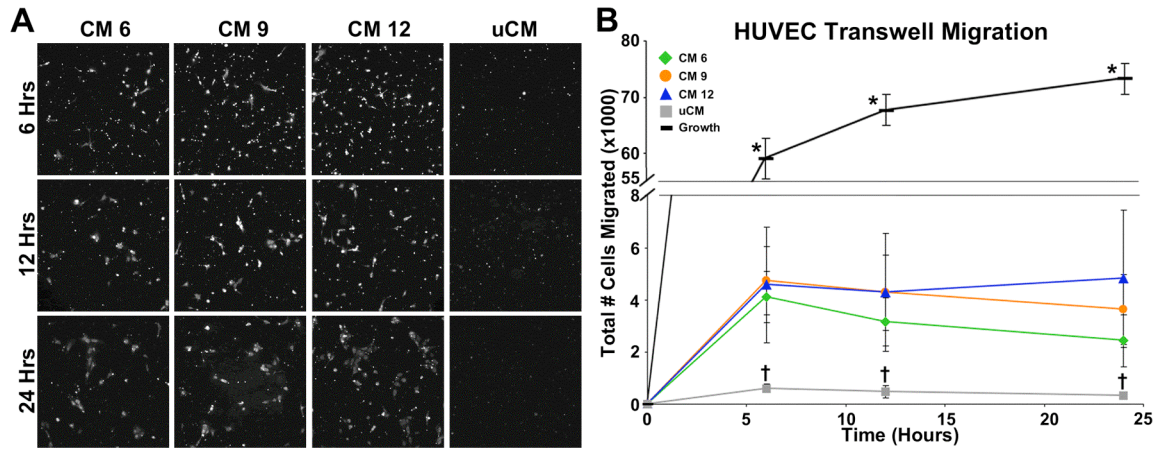 A
CM 6 CM 9 CM 12 uCM
6 Hrs
12 Hrs
24 Hrs
B
HUVEC Transwell Migration
CM 6
CM 9
CM 12
uCM
Growth
Total # Cells Migrated (x1000)
80
70
60
55
8
6
4
2
0
* * *
† † †
0 5 10 15 20 25
Time (Hours)